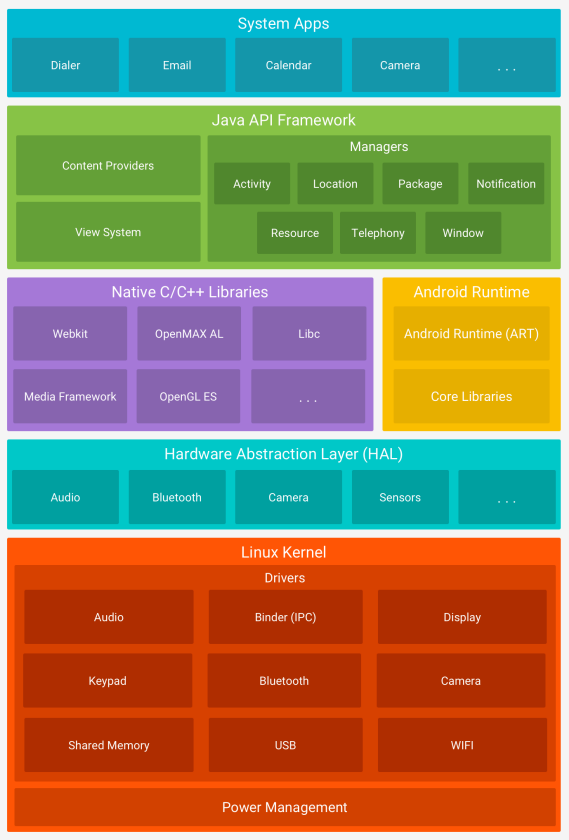 System Apps
Dialer
Email
Calendar
Camera
. . .
Java API Framework
Content Providers
View System
Managers
Activity
Location
Package
Notification
Resource
Telephony
Window
Native C/C++ Libraries
Webkit
OpenMAX AL
Libc
Media Framework
OpenGL ES
. . .
Android Runtime
Android Runtime (ART)
Core Libraries
Hardware Abstraction Layer (HAL)
Audio
Bluetooth
Camera
Sensors
. . .
Linux Kernel
Drivers
Audio
Binder (IPC)
Display
Keypad
Bluetooth
Camera
Shared Memory
USB
WIFI
Power Management